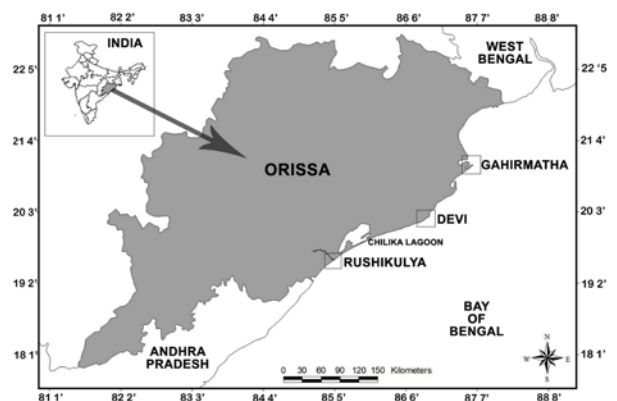 81 1' 82 2' 83.3' 84 4' 85 5' 86 6' 87 7' 88 8'
INDIA
WEST
BENGAL
22 5' 22 '5
21 4' 21 4'
ORISSA
GAHIRMATHA
20 3' 20 3'
DEVI
CHILIKA LAGOON
RUSHIKULYA
19 2' 19 2'
BAY
OF
BENGAL
N
W E
S
18 1' 18 1'
ANDHRA
PRADESH
0 30 60 90 120 150 Kilometers
81 1' 82 2' 83 3' 84 4' 85 5' 86 6' 87 7' 88 8'